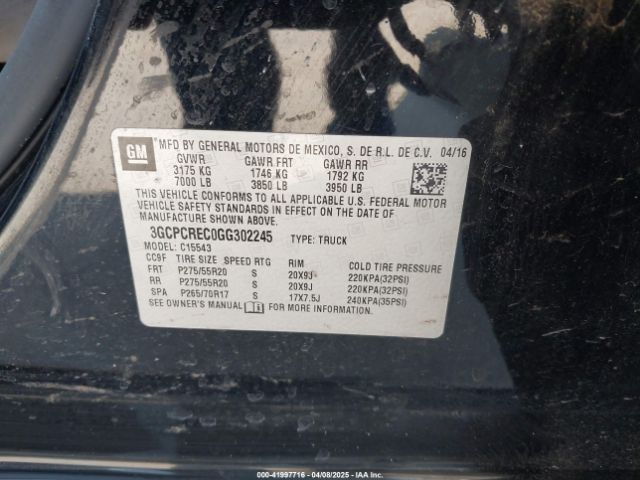 GM
MFD BY GENERAL MOTORS DE MEXICO, S. DE R.L. DE C.V. 04/16
GVWR GAWR FRT GAWR RR
3175 KG 1746 KG 1792 KG
7000 LB 3850 LB 3950 LB
THIS VEHICLE CONFORMS TO ALL APPLICABLE U.S. FEDERAL MOTOR
VEHICLE SAFETY STANDARDS IN EFFECT ON THE DATE OF
MANUFACTURE SHOWN ABOVE.
3GCPCREC0GG302245 TYPE: TRUCK
MODEL: C15543
CC9F TIRE SIZE SPEED RTG RIM COLD TIRE PRESSURE
FRT P275/55R20 S 20X9J 220KPA(32PSI)
RR P275/55R20 S 20X9J 220KPA(32PSI)
SPA P265/70R17 S 17X7.5J 240KPA(35PSI)
SEE OWNER'S MANUAL FOR MORE INFORMATION.
000-41997716 | 04/08/2025 - IAA Inc.